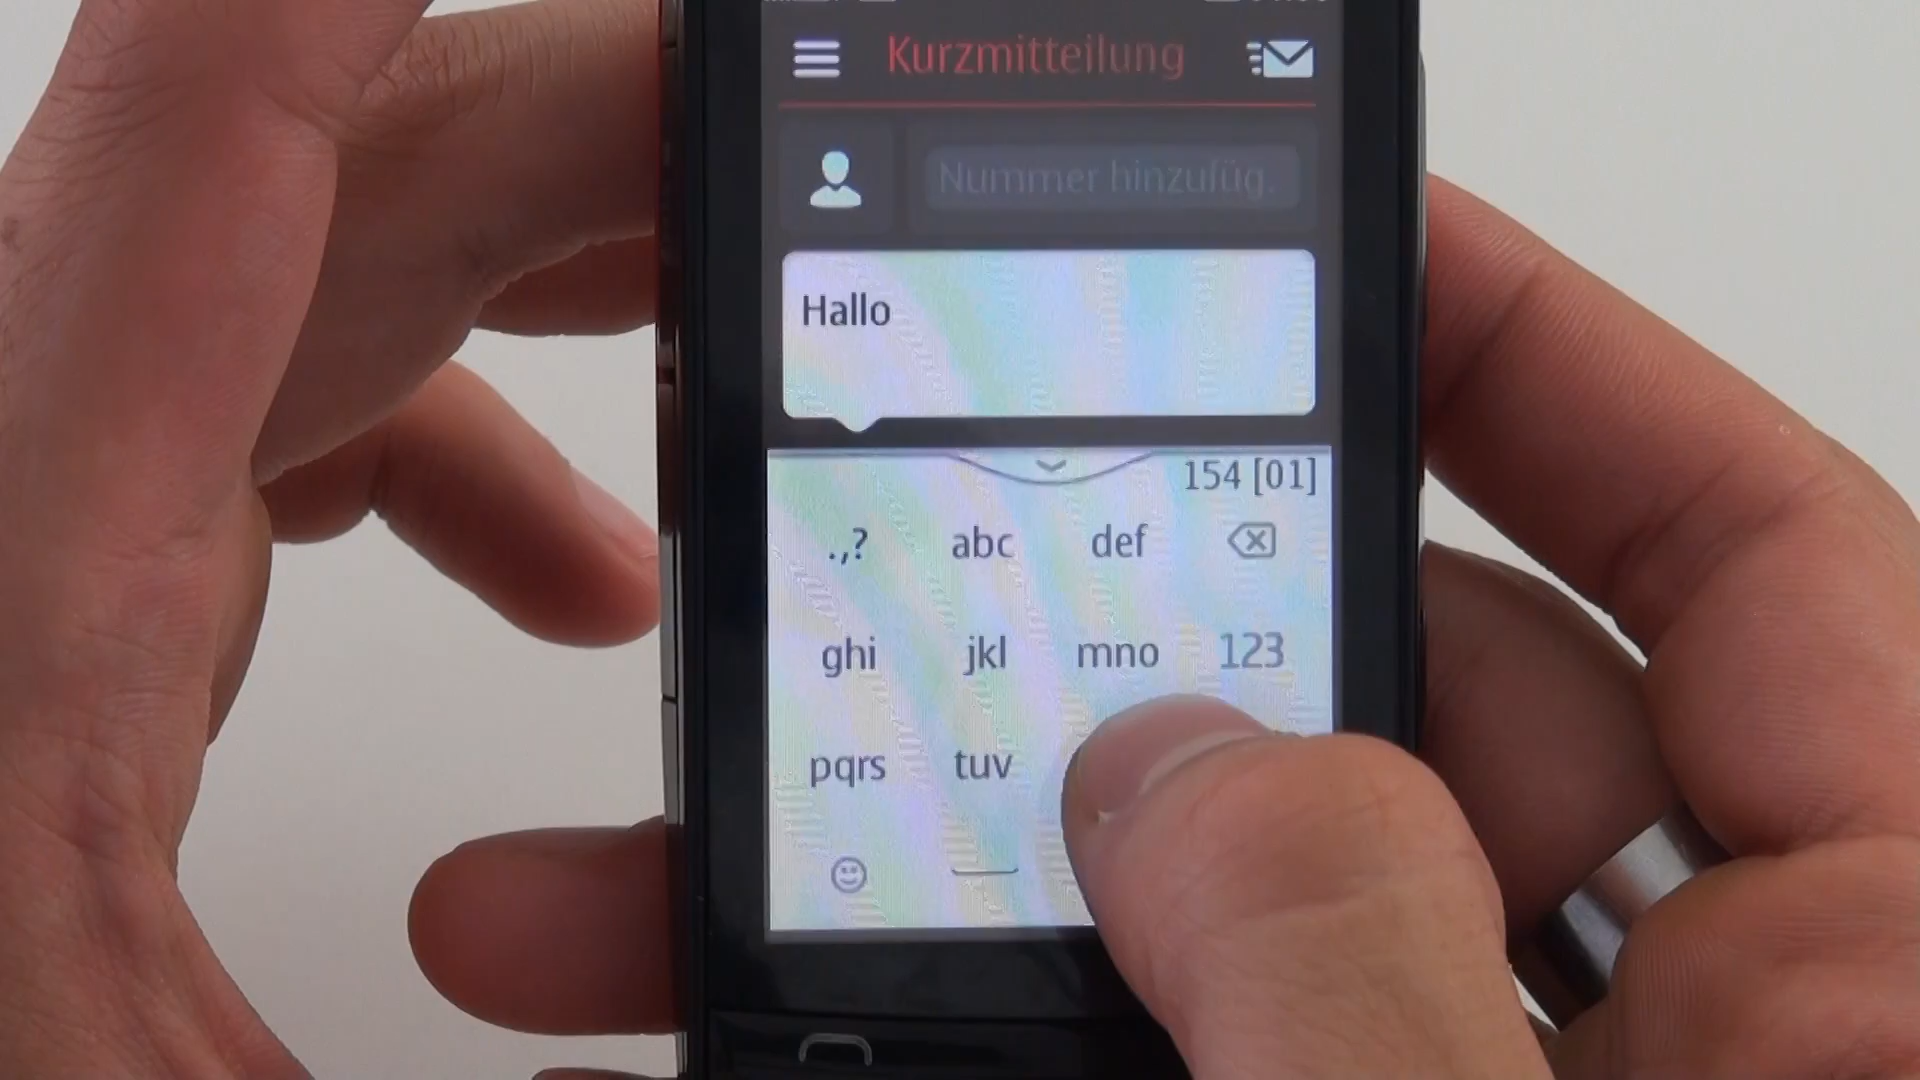 Kurzmitteilung
Nummer hinzufüg.
Hallo
154 [01]
.,? abc def
ghi jkl mno 123
pqrs tuv